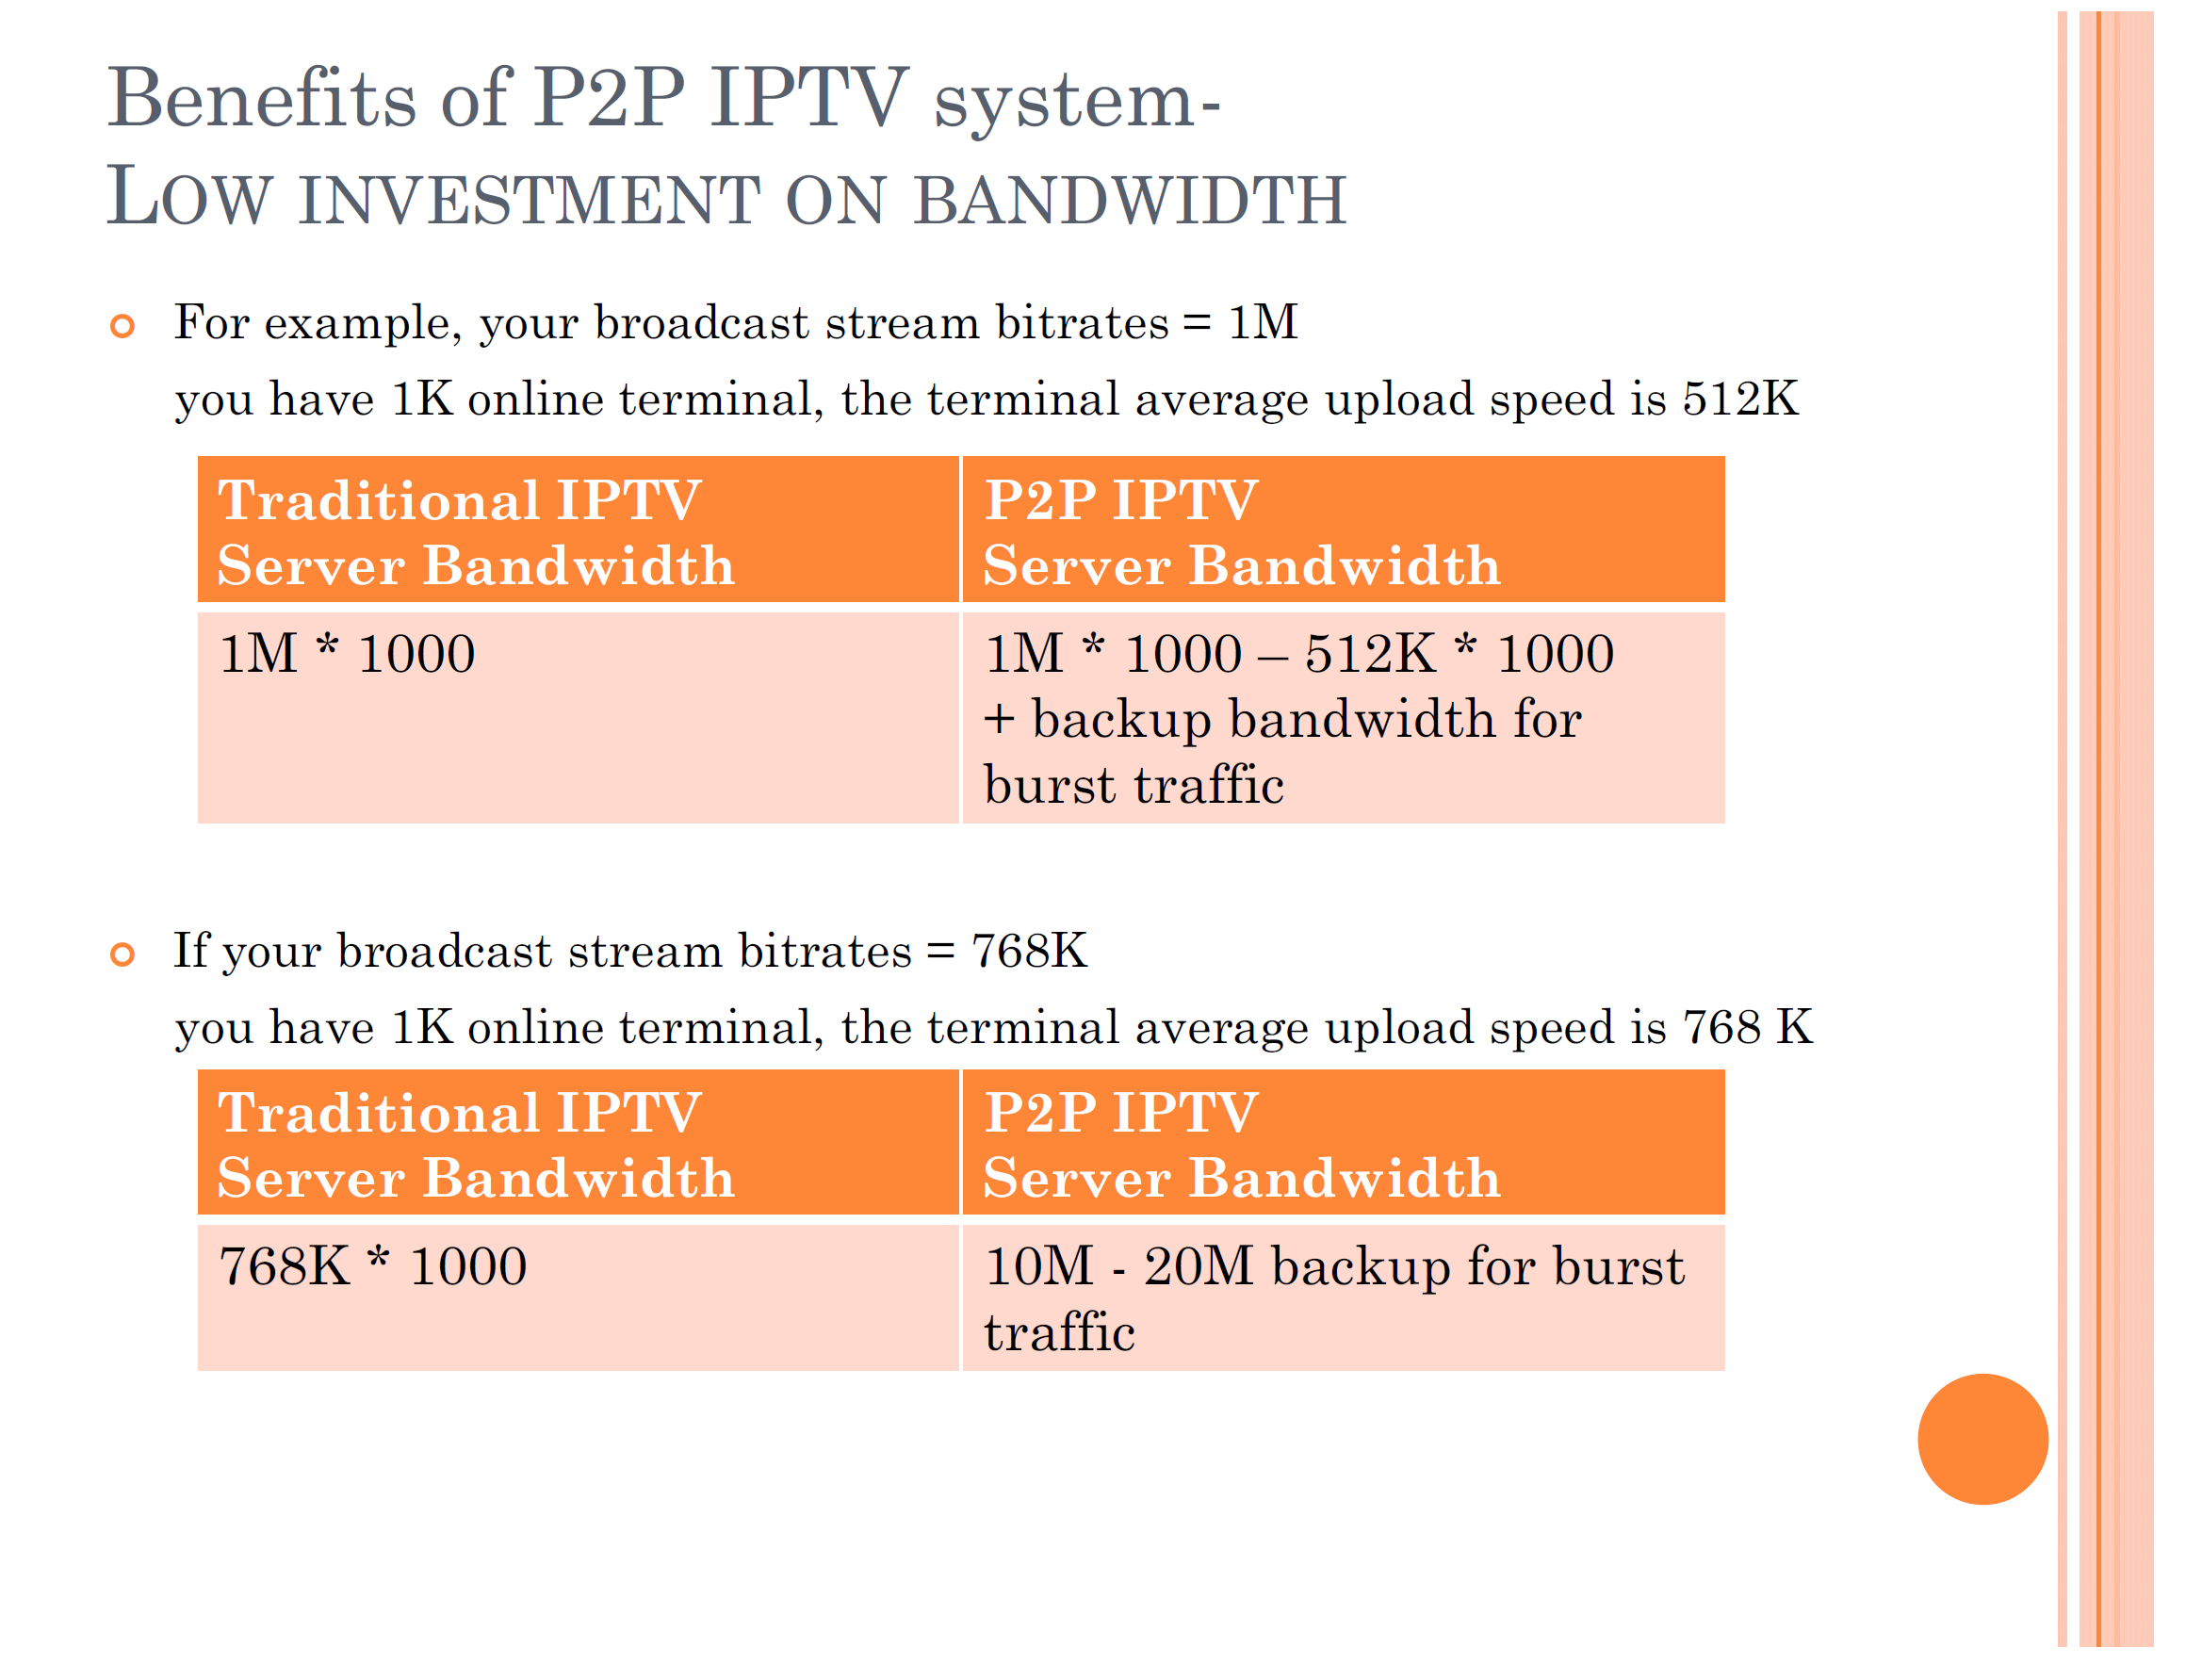 Benefits of P2P IPTV system-
LOW INVESTMENT ON BANDWIDTH
For example, your broadcast stream bitrates = 1M
you have 1K online terminal, the terminal average upload speed is 512K
Traditional IPTV
Server Bandwidth
P2P IPTV
Server Bandwidth
1M * 1000
1M * 1000 – 512K * 1000
+ backup bandwidth for
burst traffic
If your broadcast stream bitrates = 768K
you have 1K online terminal, the terminal average upload speed is 768 K
Traditional IPTV
Server Bandwidth
P2P IPTV
Server Bandwidth
768K * 1000
10M - 20M backup for burst
traffic